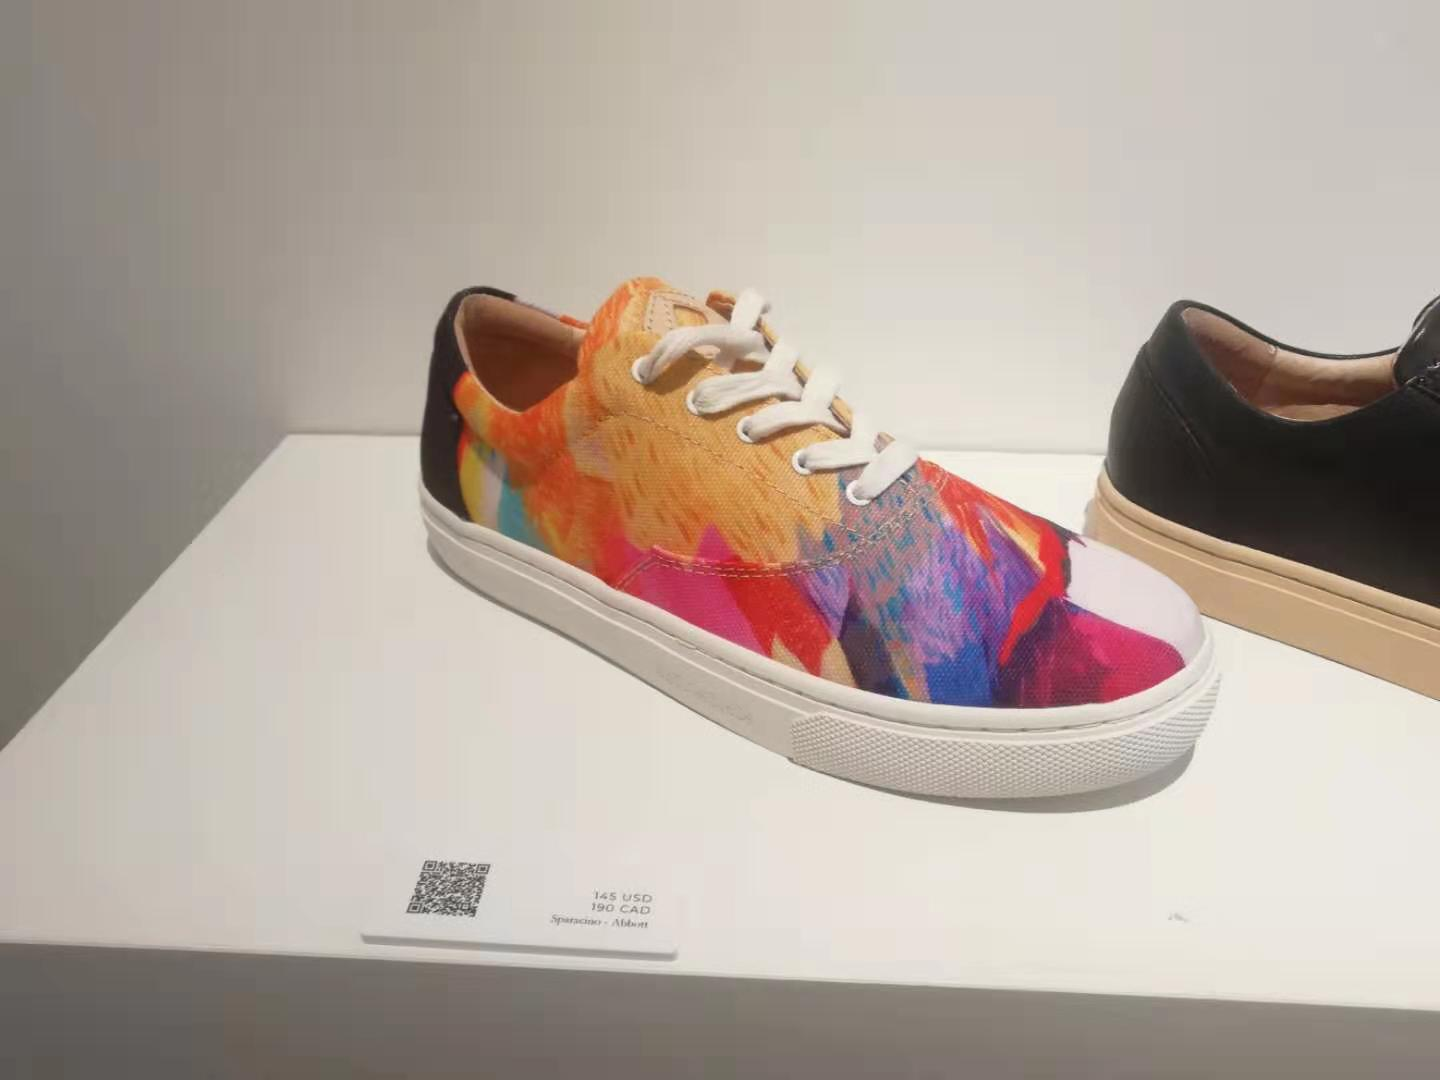 145 USD
190 CAD
Sparacino - Abbott